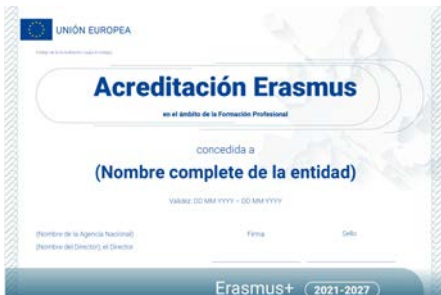 UNIÓN EUROPEA
Acreditación Erasmus
en el ámbito de la Formación Profesional
concedida a
(Nombre complete de la entidad)
Validez: DD MM YYYY - DD MM YYYY
(Nombre de la Agencia Nacional)
Firma
Sello
(Nombre del Director), el Director
Erasmus+
2021-2027